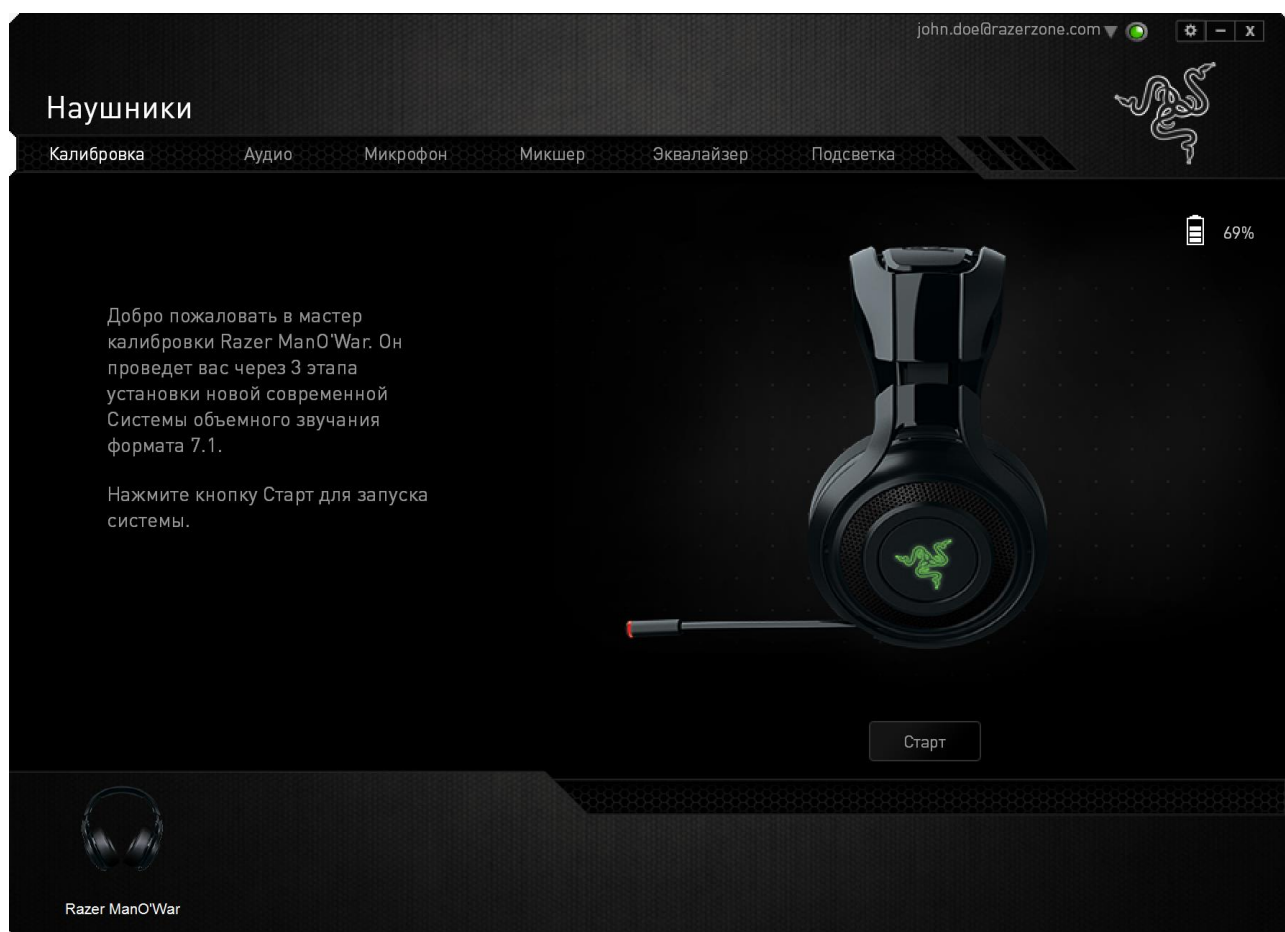 john.doe@razerzone.com
X
Наушники
Калибровка Аудио Микрофон Микшер Эквалайзер Подсветка
69%
Добро пожаловать в мастер
калибровки Razer ManO'War. Он
проведет вас через 3 этапа
установки новой современной
Системы объемного звучания
формата 7.1.
Нажмите кнопку Старт для запуска
системы.
Старт
Razer ManO'War